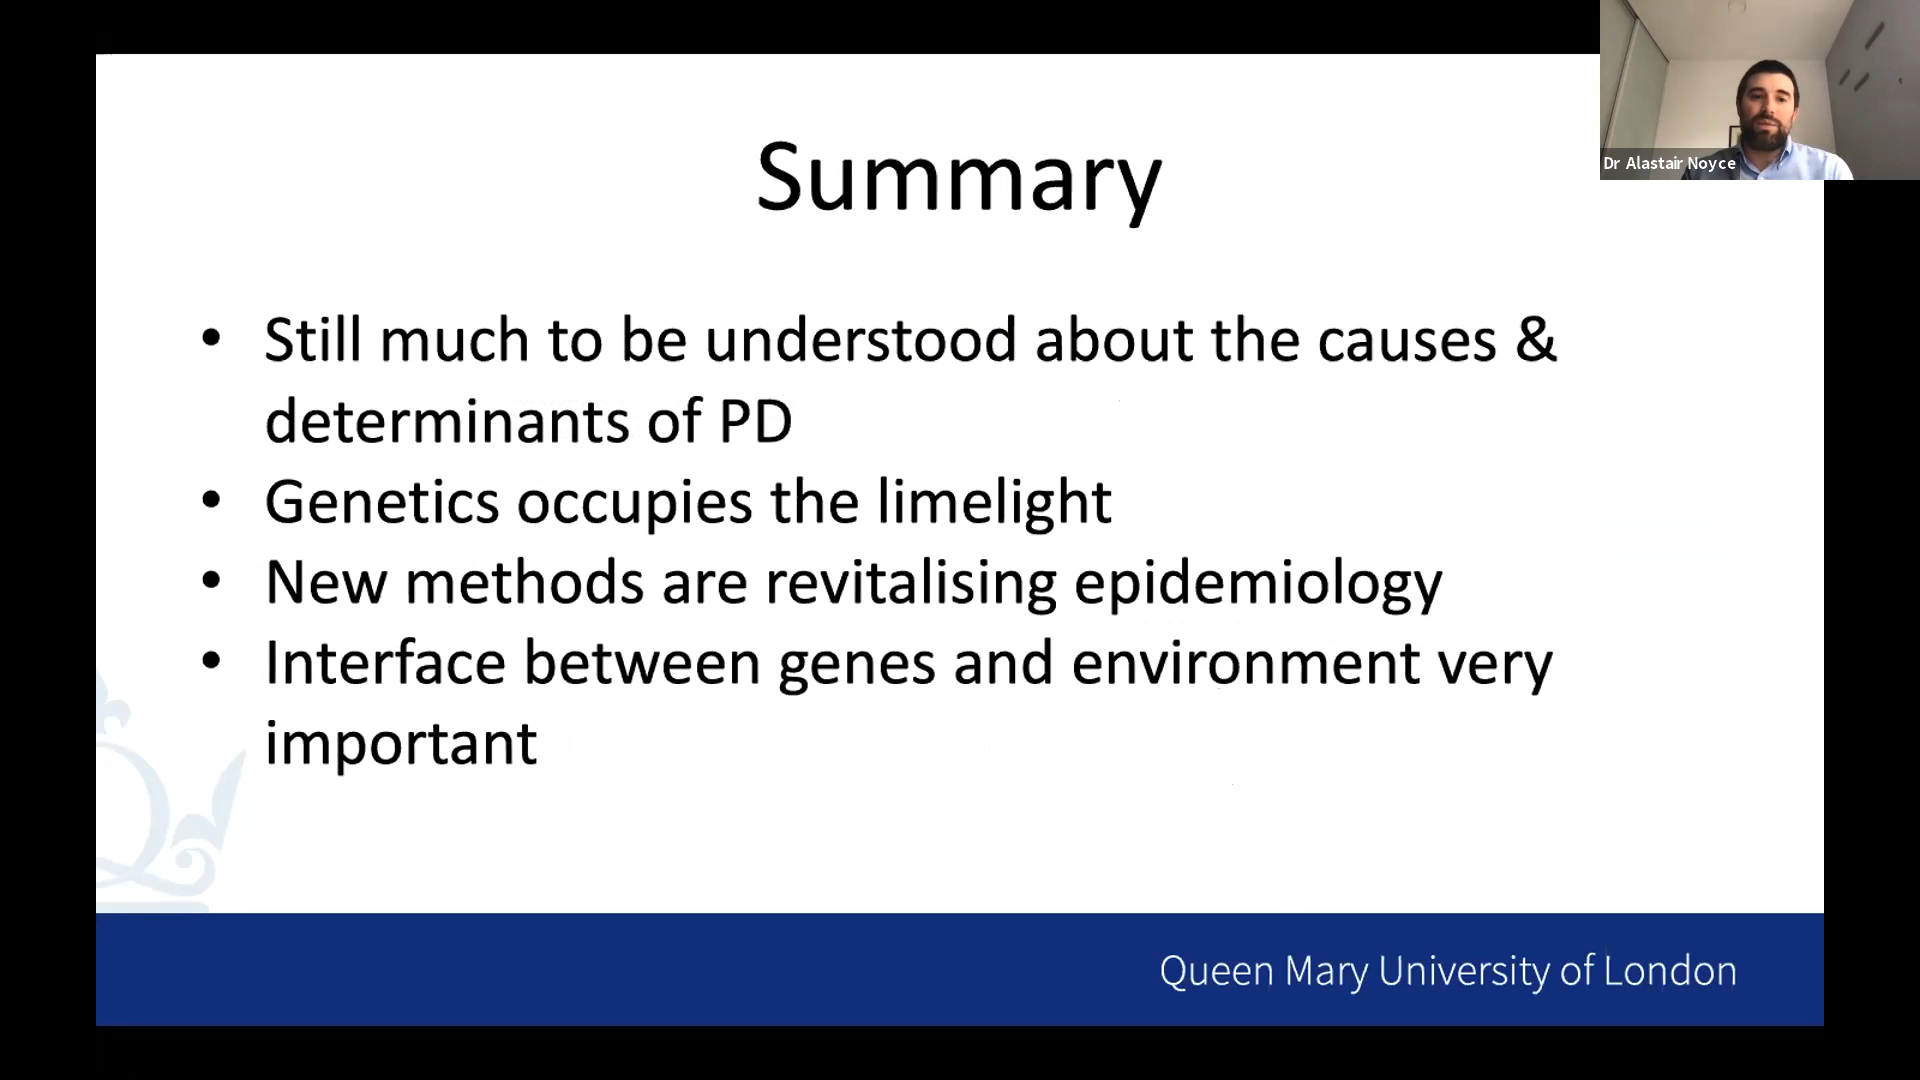 Dr Alastair Noyce
Summary
• Still much to be understood about the causes &
determinants of PD
• Genetics occupies the limelight
• New methods are revitalising epidemiology
• Interface between genes and environment very
important
Queen Mary University of London